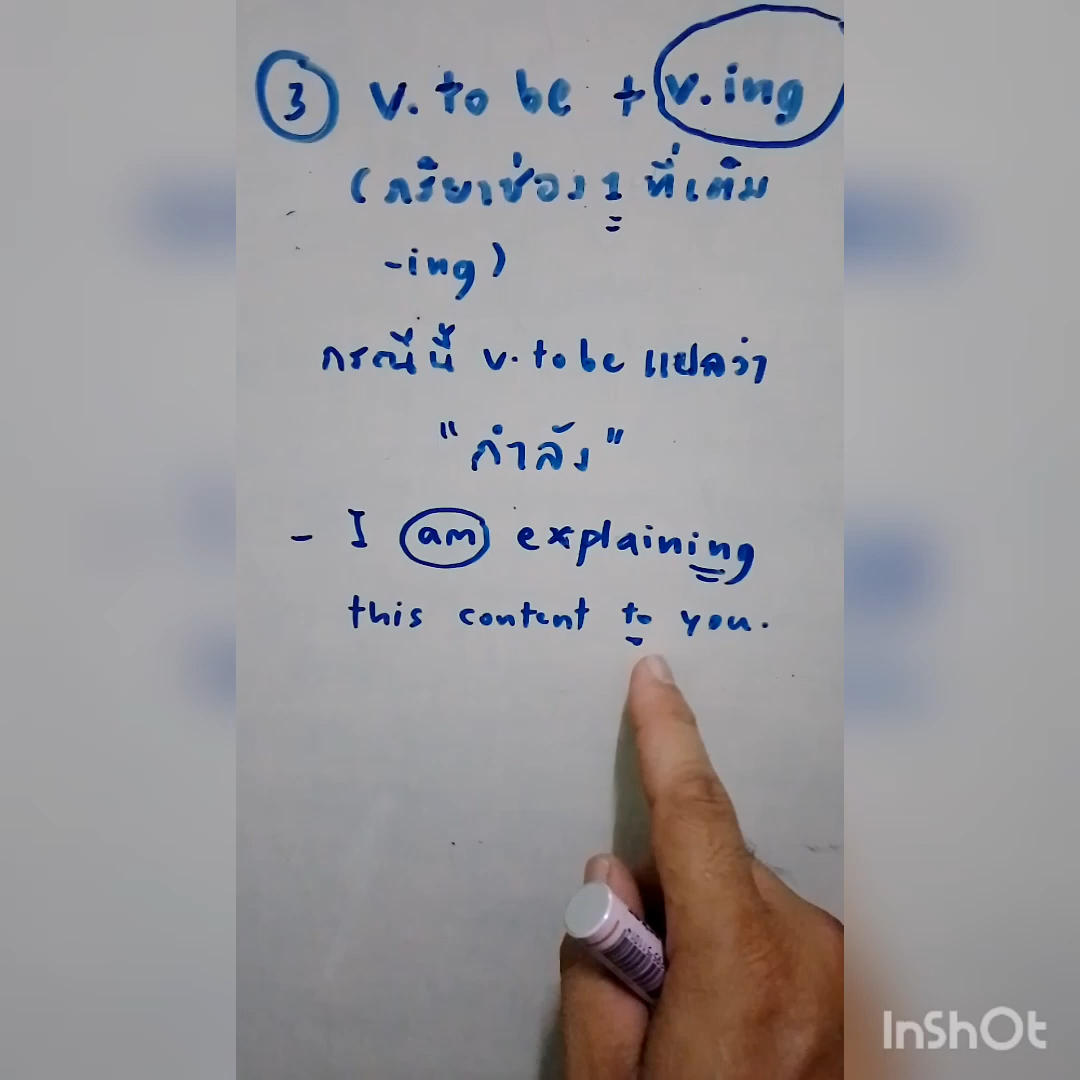 3 v. to be + v.ing
(กริยาช่อง 1 ที่เติม
-ing)
กรณีนี้ v. to be แปลว่า
"กำลัง"
- I am explaining
this content to you.
InShOt